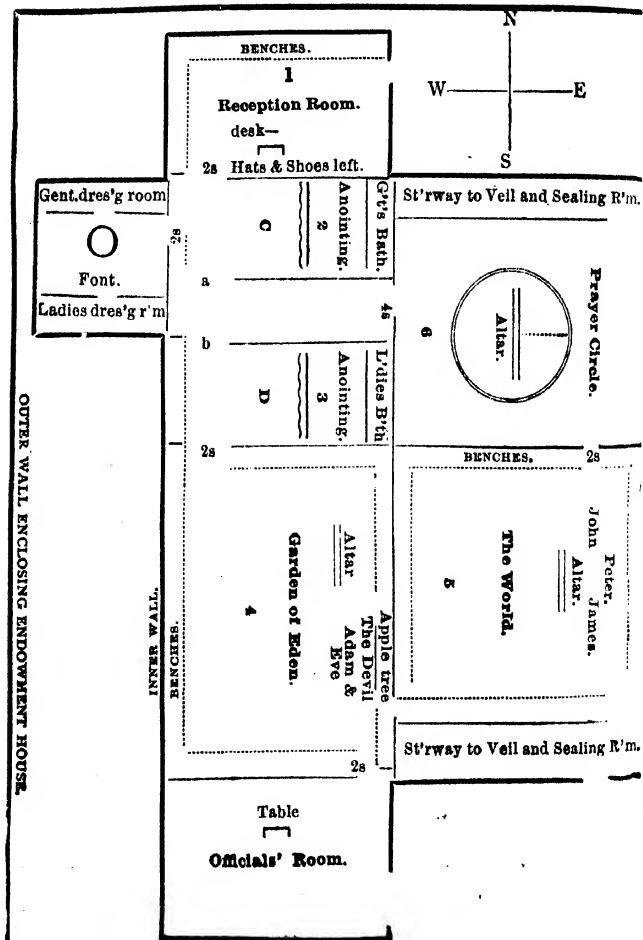 N
W
E
S
BENCHES.
1
Reception Room.
desk—
2s
Hats & Shoes left.
Gent. dres'g room
O
Font.
Ladies dres'g r'm
2s
a
b
C
2
Anointing.
G't's Bath.
4s
D
3
Anointing.
L'dies B'th
St'rway to Veil and Sealing R'm.
Prayer Circle.
Altar.
6
2s
BENCHES.
2s
Peter.
John James.
Altar.
The World.
5
Apple tree
The Devil
Adam &
Eve
Altar
Garden of Eden.
4
BENCHES.
INNER WALL.
OUTER WALL ENCLOSING ENDOWMENT HOUSE.
St'rway to Veil and Sealing R'm.
2s
Table
Officials' Room.